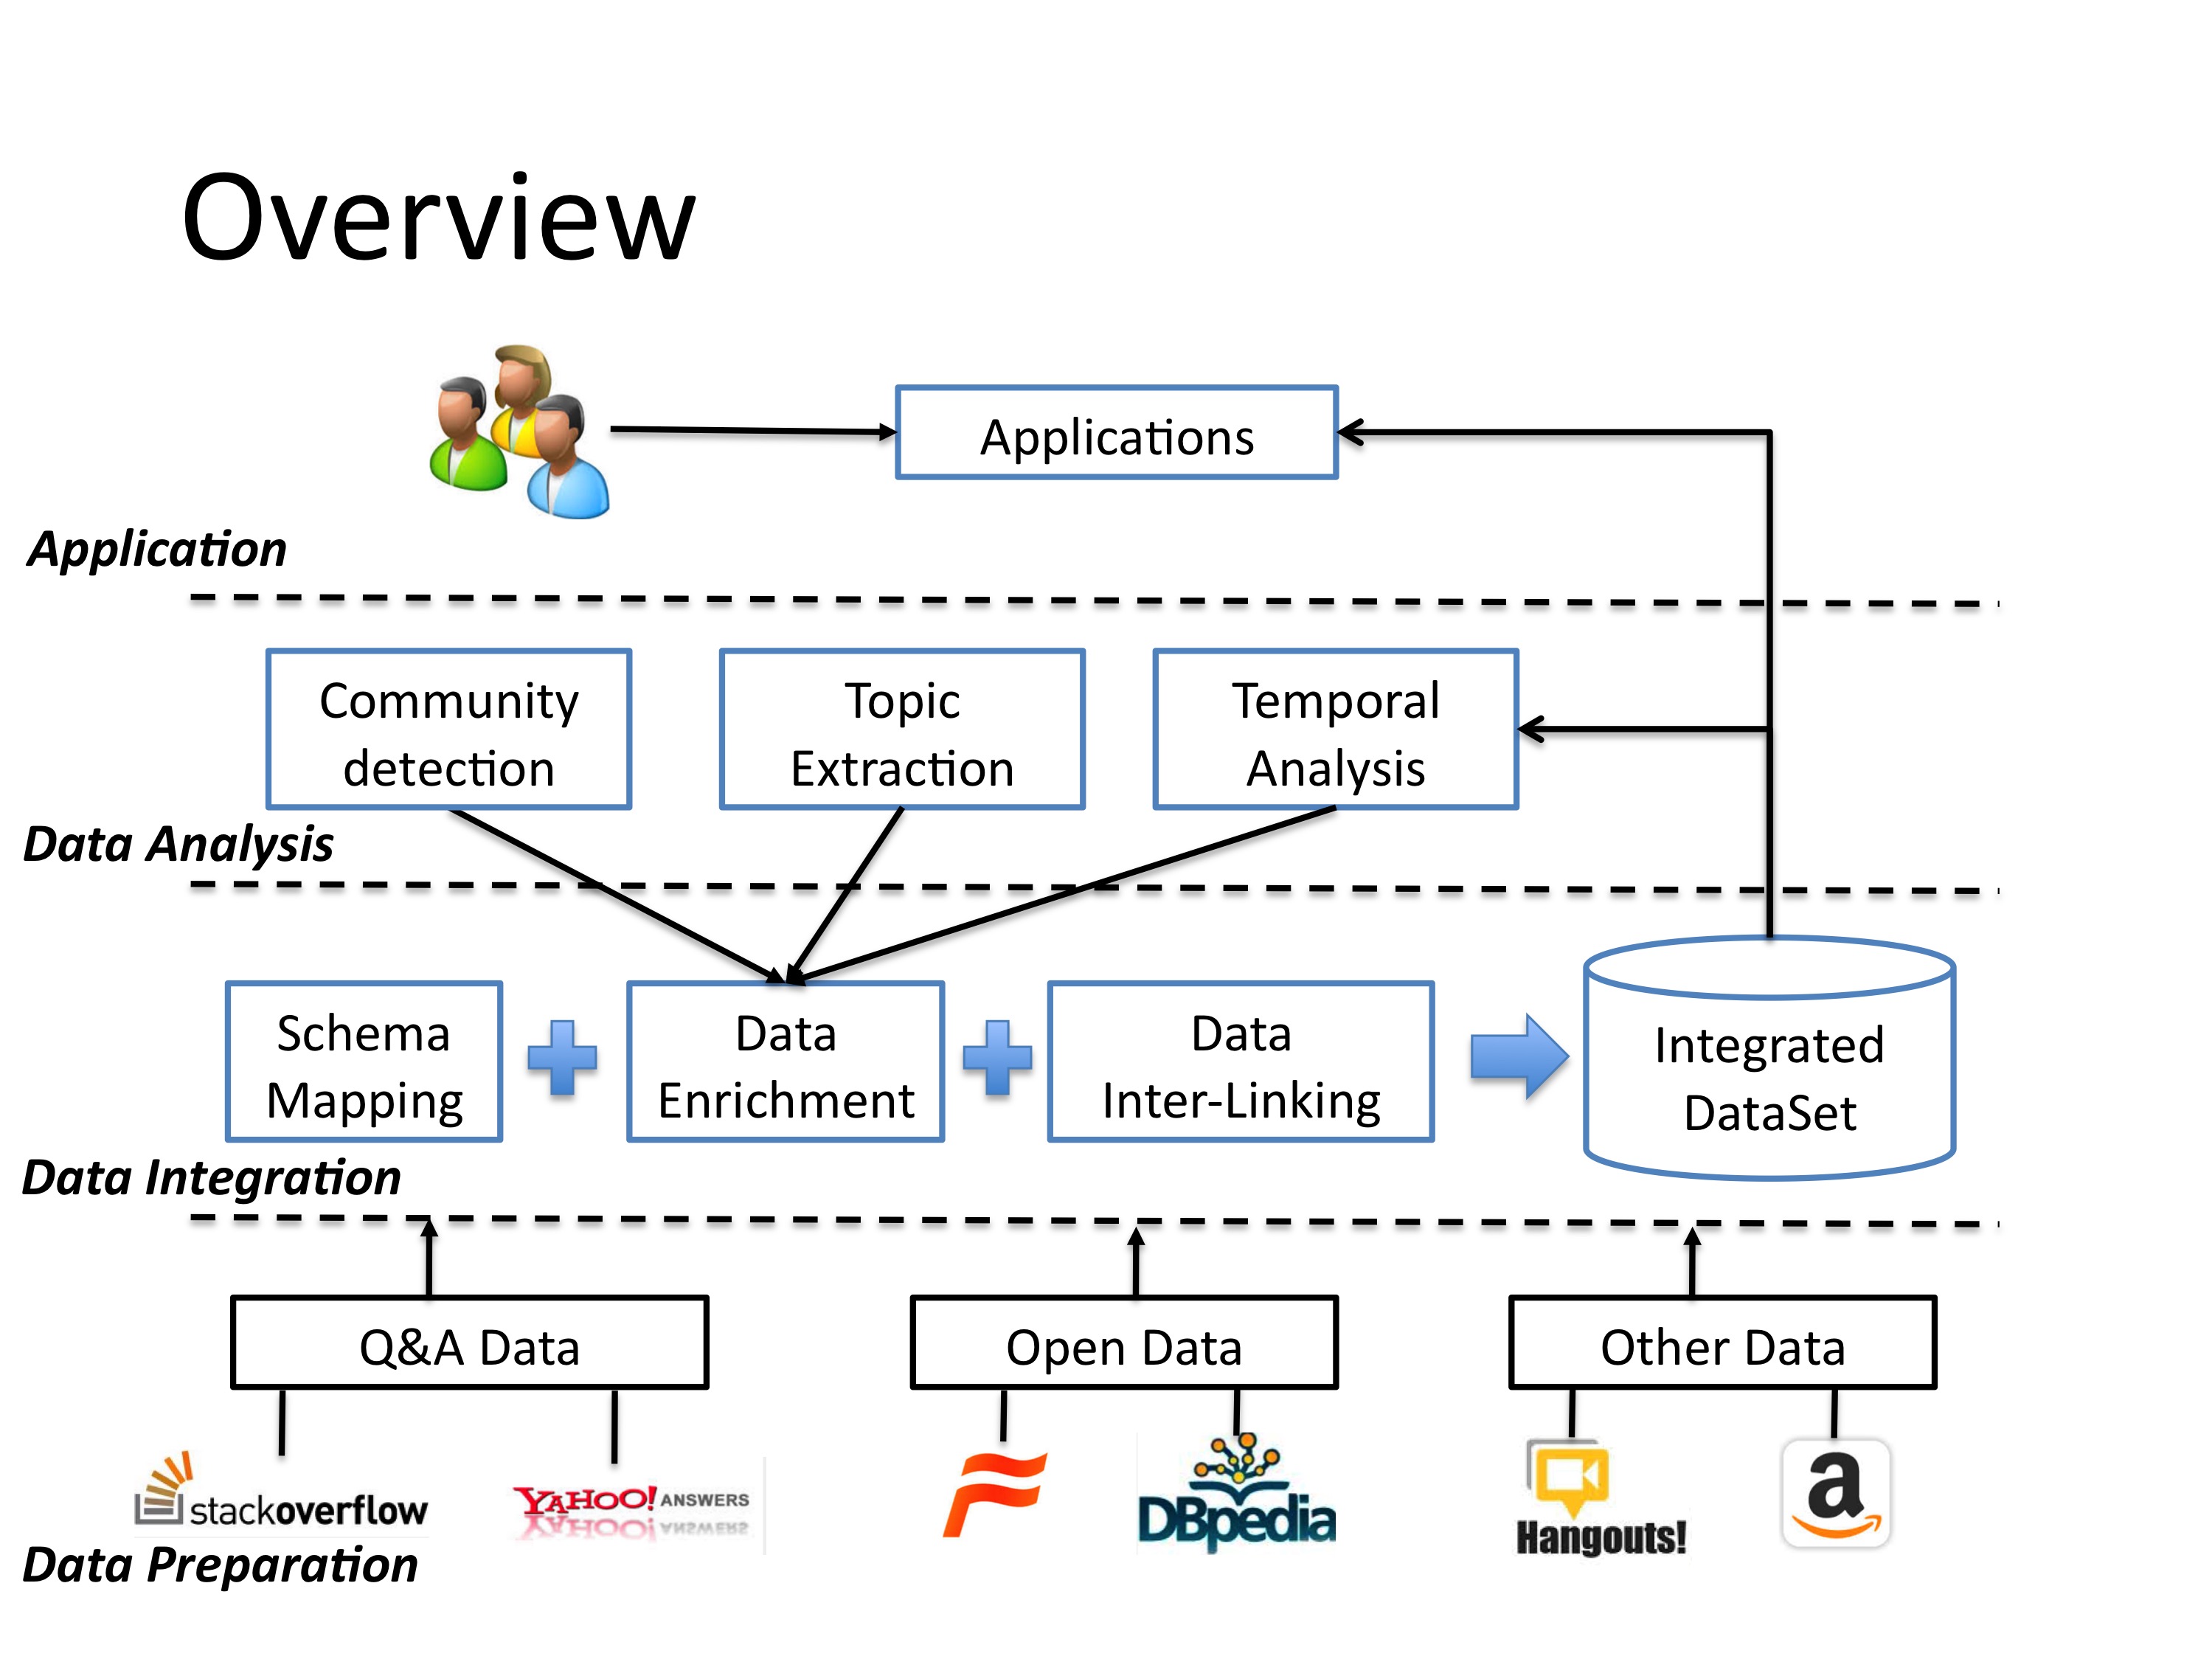 Overview
Applications
Application
Community
detection
Topic
Extraction
Temporal
Analysis
Data Analysis
Schema
Mapping
Data
Enrichment
Data
Inter-Linking
Integrated
DataSet
Data Integration
Q&A Data
Open Data
Other Data
stackoverflow
YAHOO! ANSWERS
DBpedia
Hangouts!
a
Data Preparation